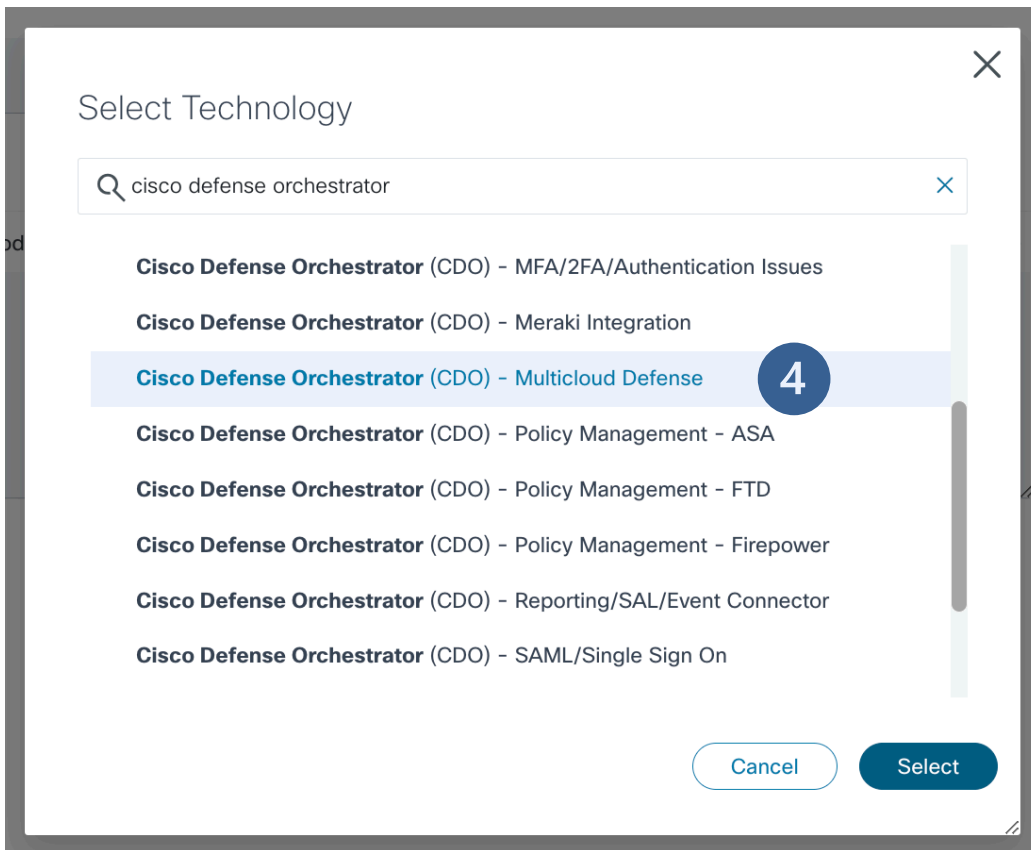 Select Technology
cisco defense orchestrator
od
Cisco Defense Orchestrator (CDO) - MFA/2FA/Authentication Issues
Cisco Defense Orchestrator (CDO) - Meraki Integration
Cisco Defense Orchestrator (CDO) - Multicloud Defense 4
Cisco Defense Orchestrator (CDO) - Policy Management - ASA
Cisco Defense Orchestrator (CDO) - Policy Management - FTD
Cisco Defense Orchestrator (CDO) - Policy Management - Firepower
Cisco Defense Orchestrator (CDO) - Reporting/SAL/Event Connector
Cisco Defense Orchestrator (CDO) - SAML/Single Sign On
Cancel Select